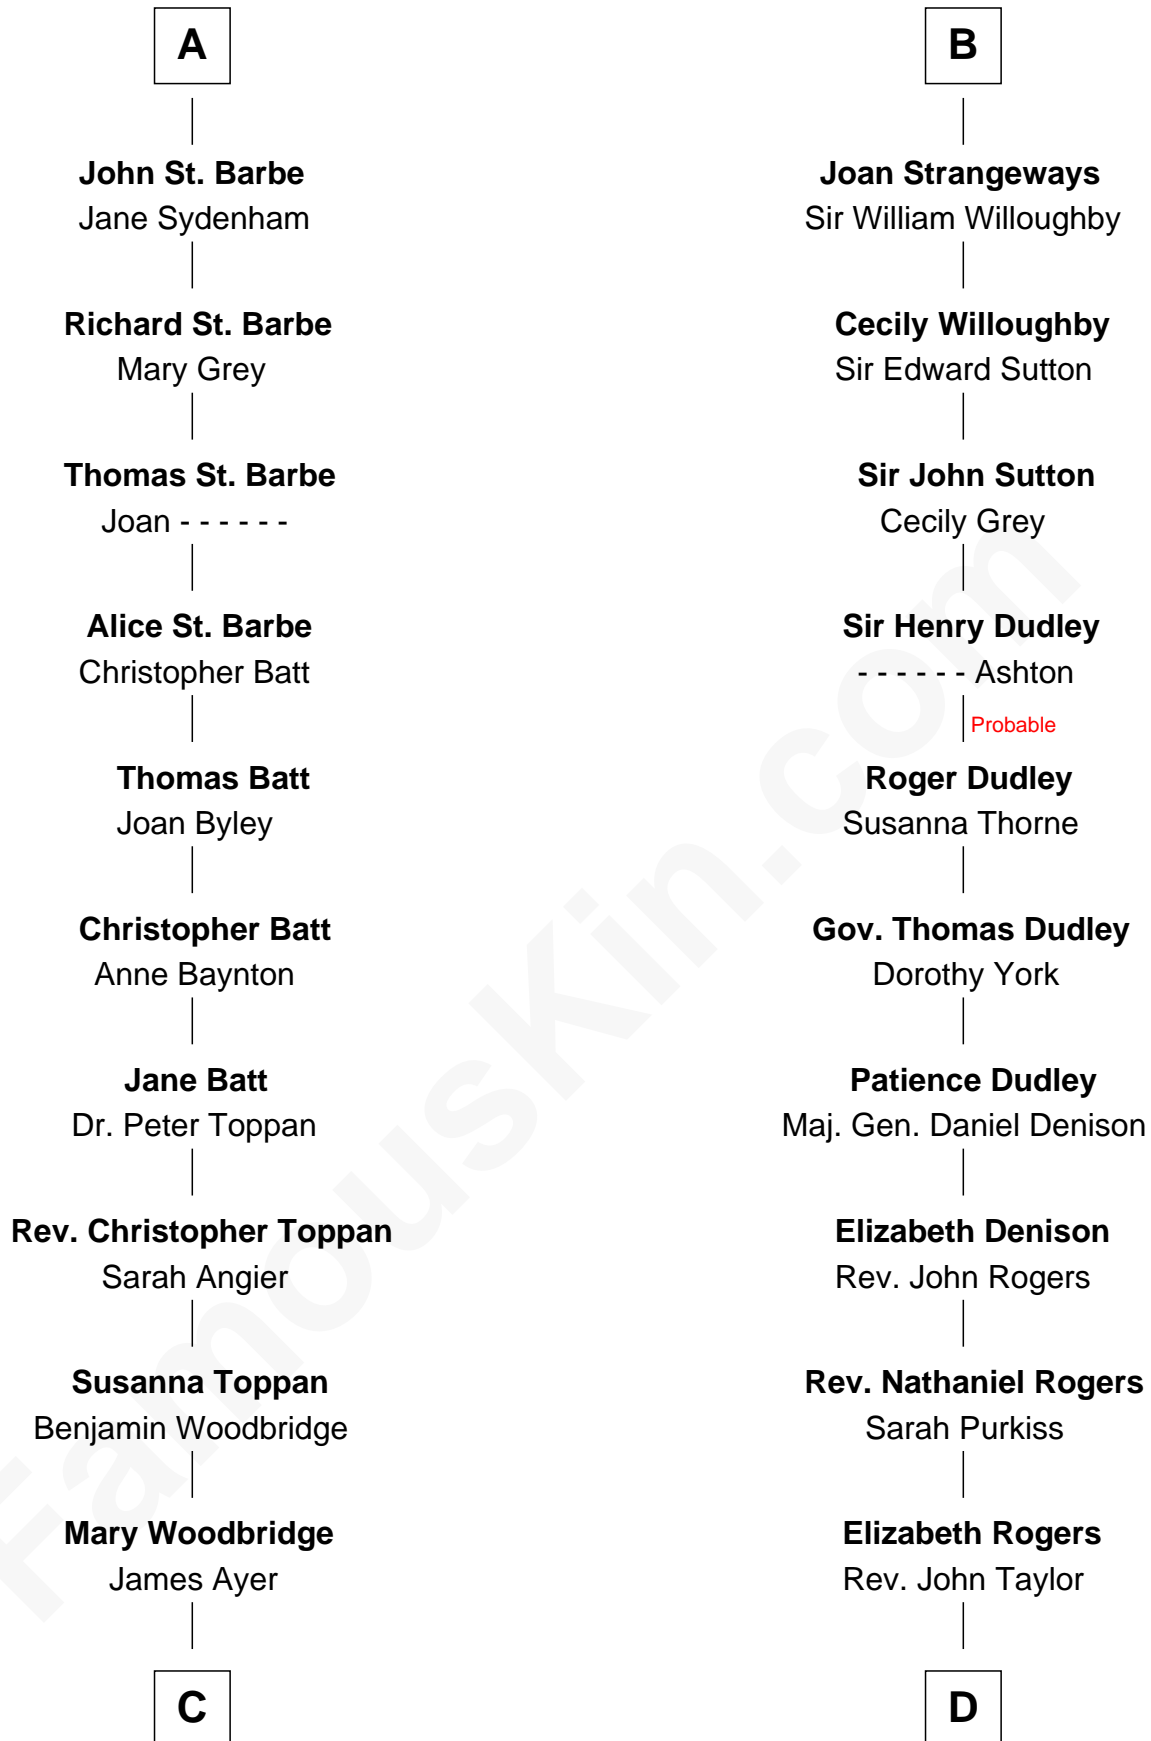 A
John St. Barbe
Jane Sydenham
Richard St. Barbe
Mary Grey
Thomas St. Barbe
Joan - - - - - -
Alice St. Barbe
Christopher Batt
Thomas Batt
Joan Byley
Christopher Batt
Anne Baynton
Jane Batt
Dr. Peter Toppan
Rev. Christopher Toppan
Sarah Angier
Susanna Toppan
Benjamin Woodbridge
Mary Woodbridge
James Ayer
C
B
Joan Strangeways
Sir William Willoughby
Cecily Willoughby
Sir Edward Sutton
Sir John Sutton
Cecily Grey
Sir Henry Dudley
- - - - - - Ashton
Probable
Roger Dudley
Susanna Thorne
Gov. Thomas Dudley
Dorothy York
Patience Dudley
Maj. Gen. Daniel Denison
Elizabeth Denison
Rev. John Rogers
Rev. Nathaniel Rogers
Sarah Purkiss
Elizabeth Rogers
Rev. John Taylor
D
FamousKin.com